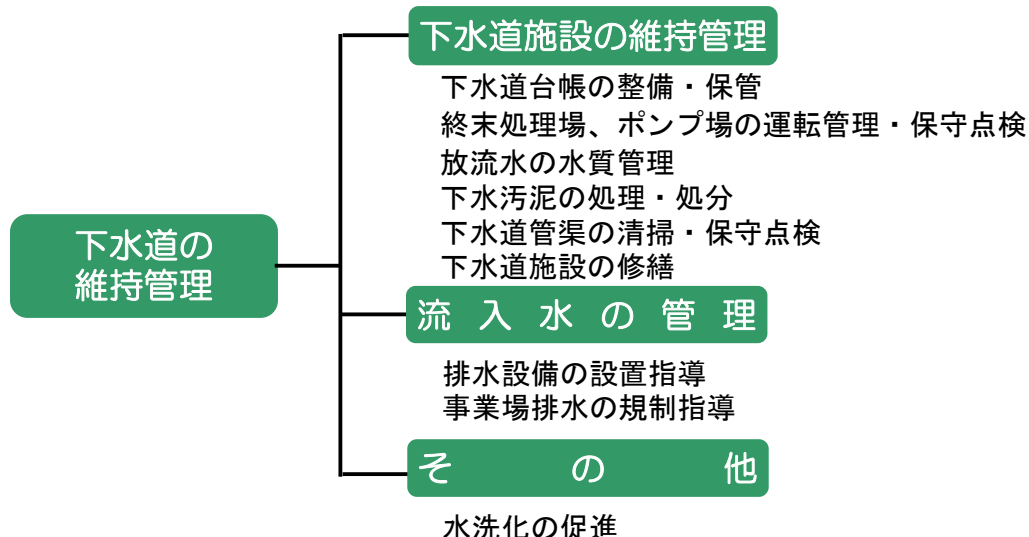 下水道の
維持管理
下水道施設の維持管理
下水道台帳の整備・保管
終末処理場、ポンプ場の運転管理・保守点検
放流水の水質管理
下水汚泥の処理・処分
下水道管渠の清掃・保守点検
下水道施設の修繕
流入水の管理
排水設備の設置指導
事業場排水の規制指導
その他
水洗化の促進